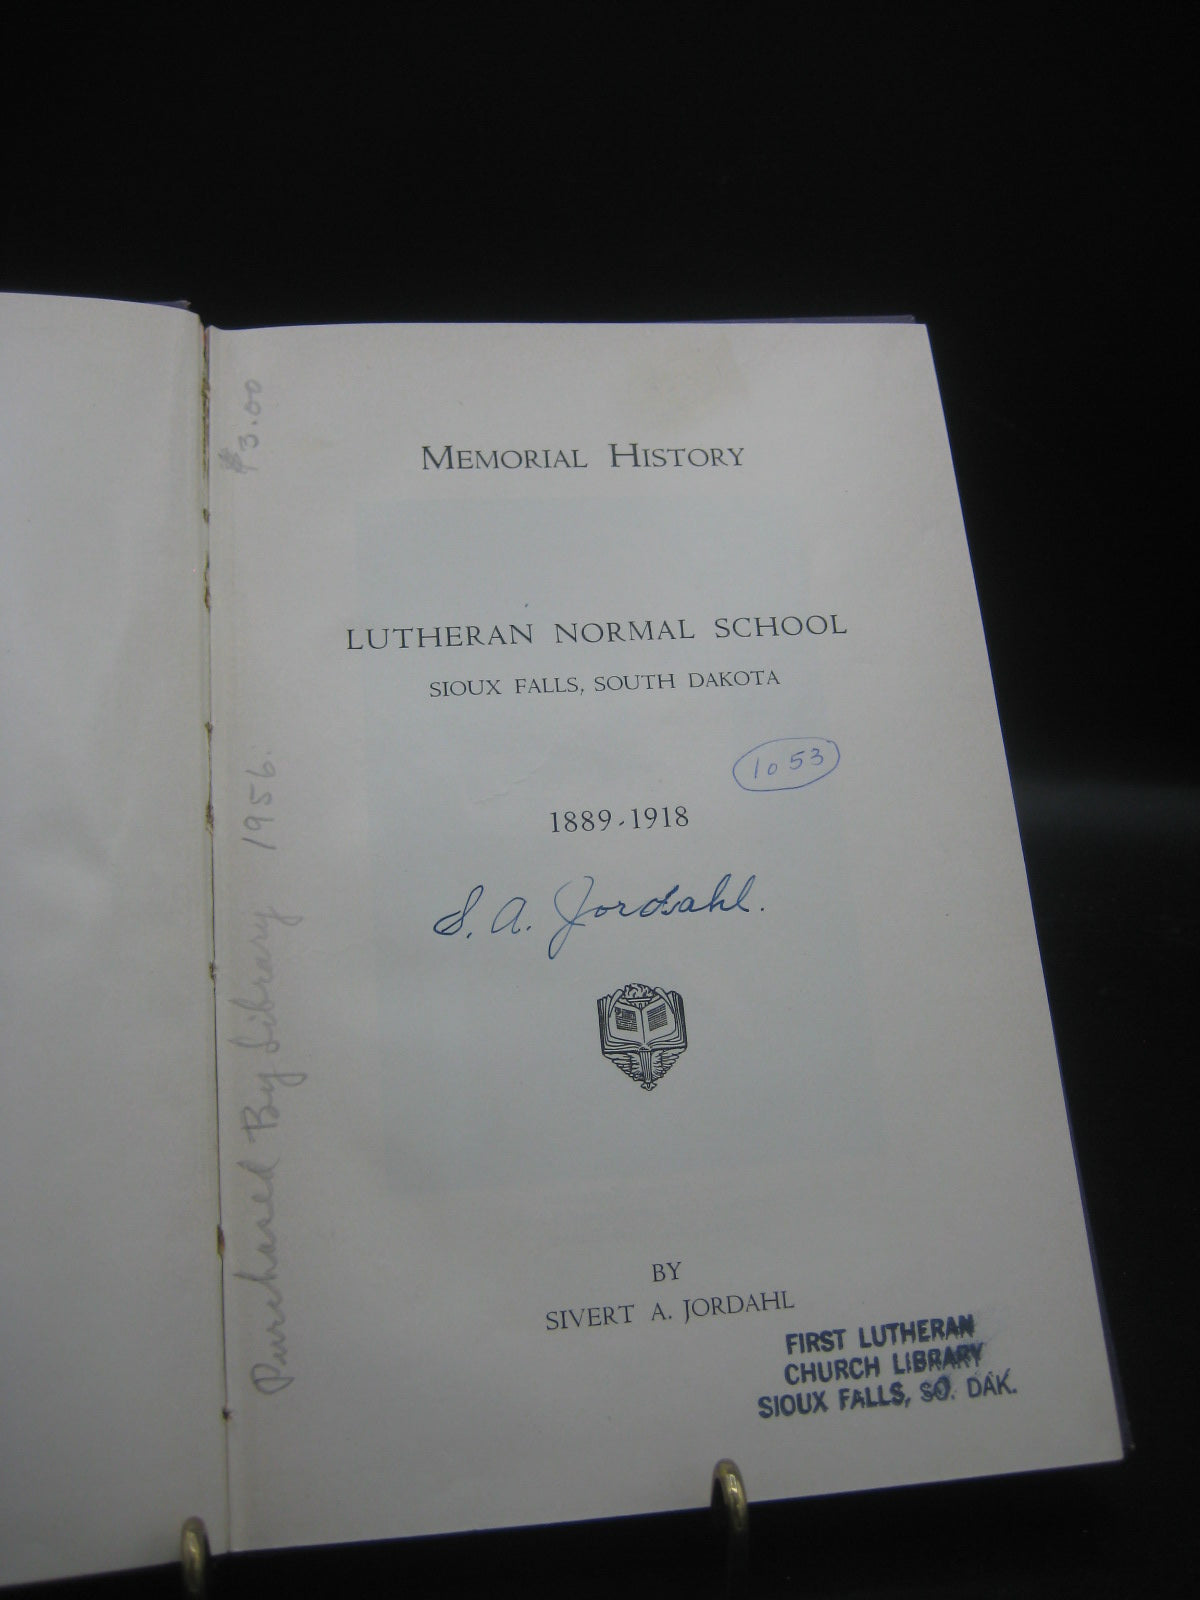 MEMORIAL HISTORY
LUTHERAN NORMAL SCHOOL
SIOUX FALLS, SOUTH DAKOTA
1053
1889-1918
S. A. Jordahl.
BY
SIVERT A. JORDAHL
FIRST LUTHERAN
CHURCH LIBRARY
SIOUX FALLS, SO. DAK.
Purchased By Library 1956.
$3.00